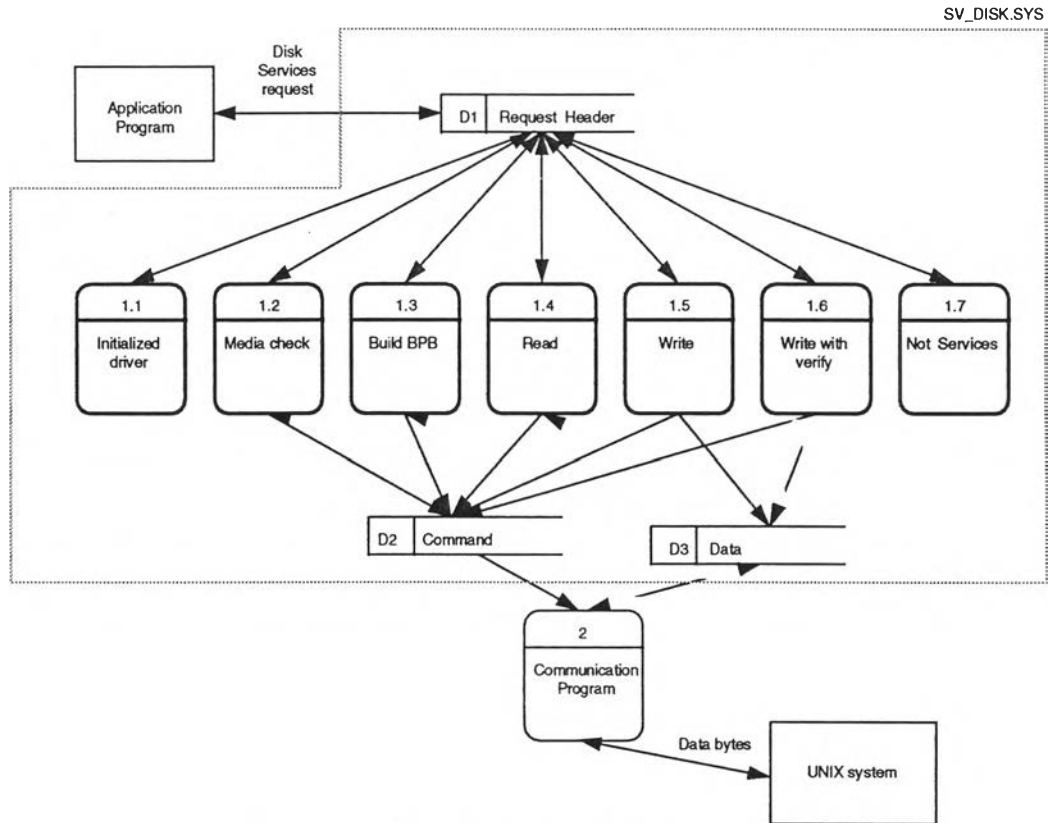 SV_DISK.SYS
Disk
Services
request
Application
Program
D1 Request Header
1.1
Initialized
driver
1.2
Media check
1.3
Build BPB
1.4
Read
1.5
Write
1.6
Write with
verify
1.7
Not Services
D2 Command
D3 Data
2
Communication
Program
Data bytes
UNIX system